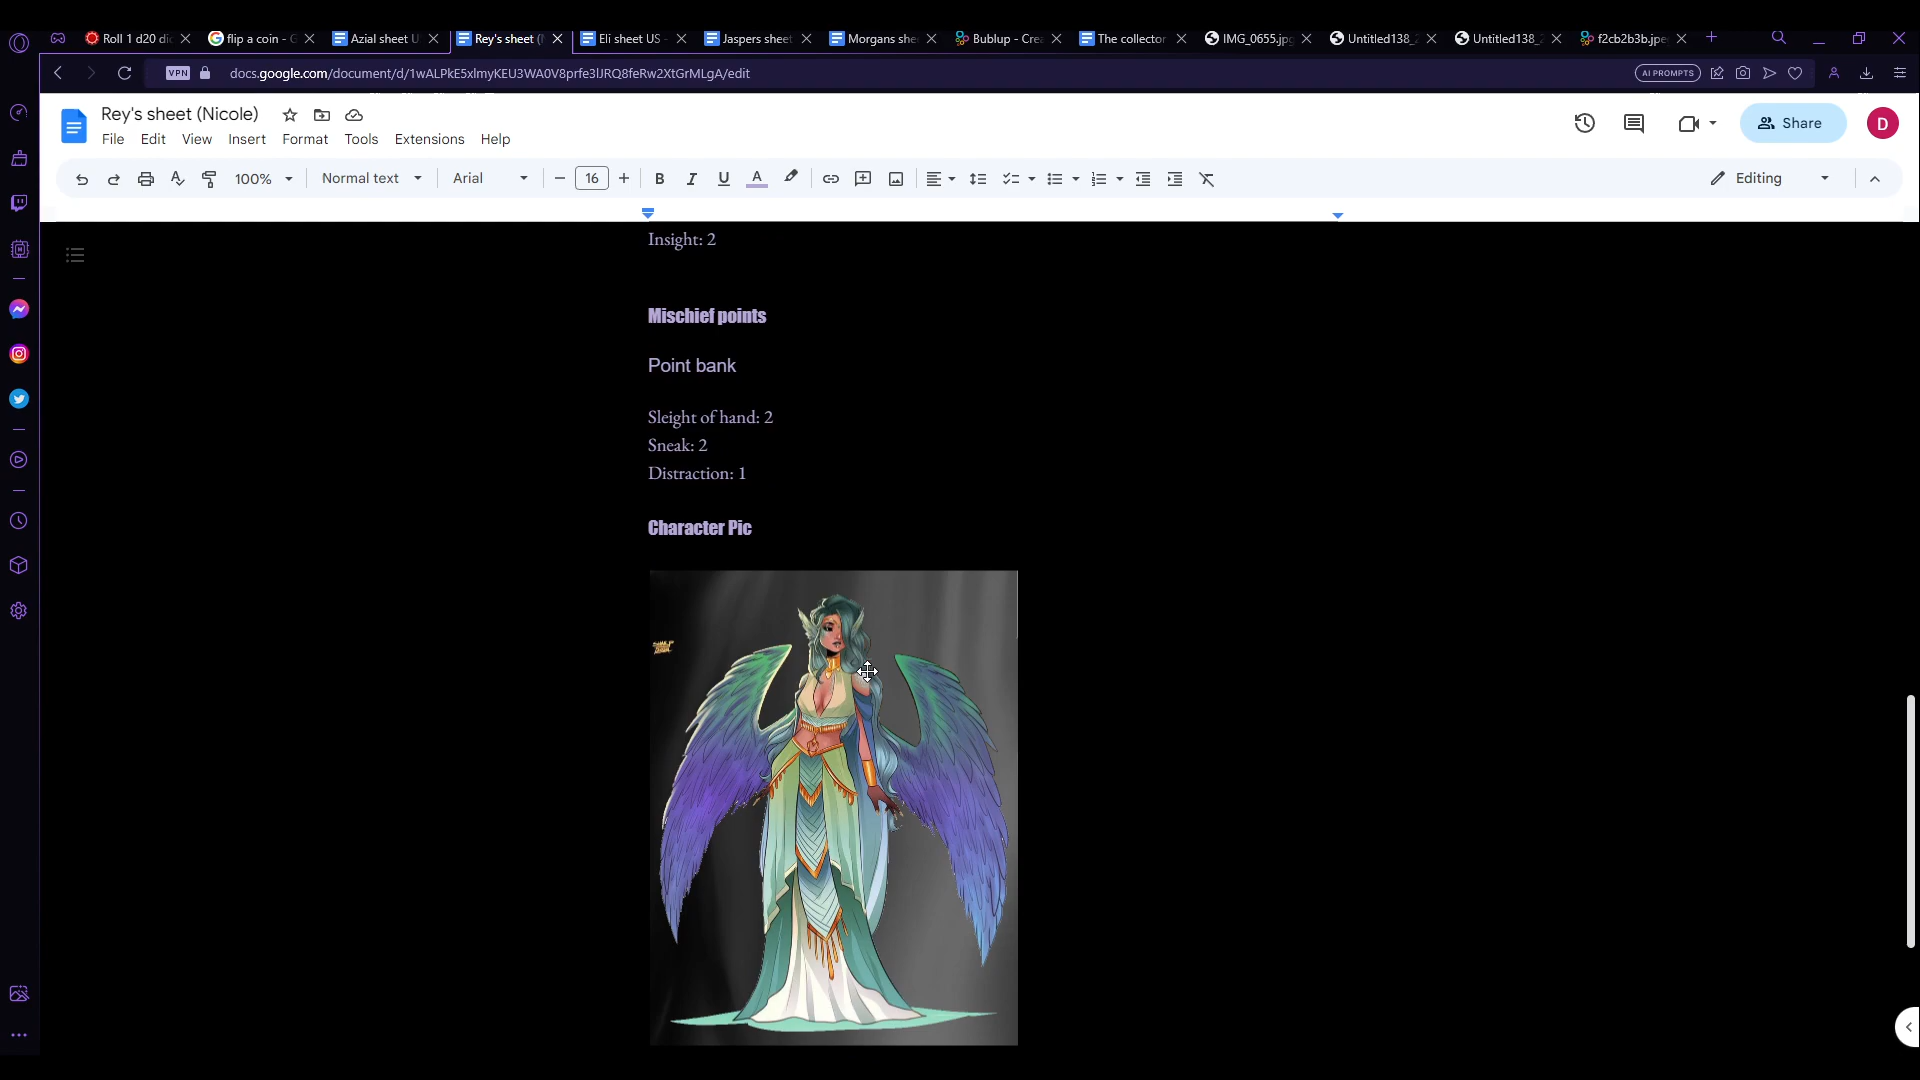 Roll 1 d20 di
flip a coin - G
Azial sheet U
Rey's sheet (
Eli sheet US -
Jaspers sheet
Morgans she
Bublup - Crea
The collector
IMG_0655.jpg
Untitled138_
Untitled138_
f2cb2b3b.jpe
VPN
docs.google.com/document/d/1wALPkE5xlmyKEU3WA0V8prfe3lJRQ8feRw2XtGrMLgA/edit
AI PROMPTS
Rey's sheet (Nicole)
File Edit View Insert Format Tools Extensions Help
Share
D
100% Normal text Arial 16 B I U A
Editing
Insight: 2
Mischief points
Point bank
Sleight of hand: 2
Sneak: 2
Distraction: 1
Character Pic